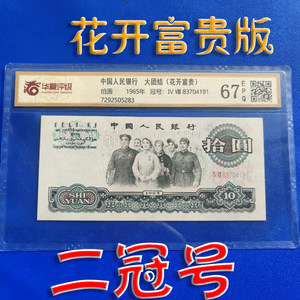 花开富贵版
华夏评级
中国人民银行 大团结（花开富贵）
拾圆 1965年 冠号: IV VIII 83704191
7292505283
67 EPQ
中国人民银行
拾圆
SHI YUAN
1965
10
二冠号